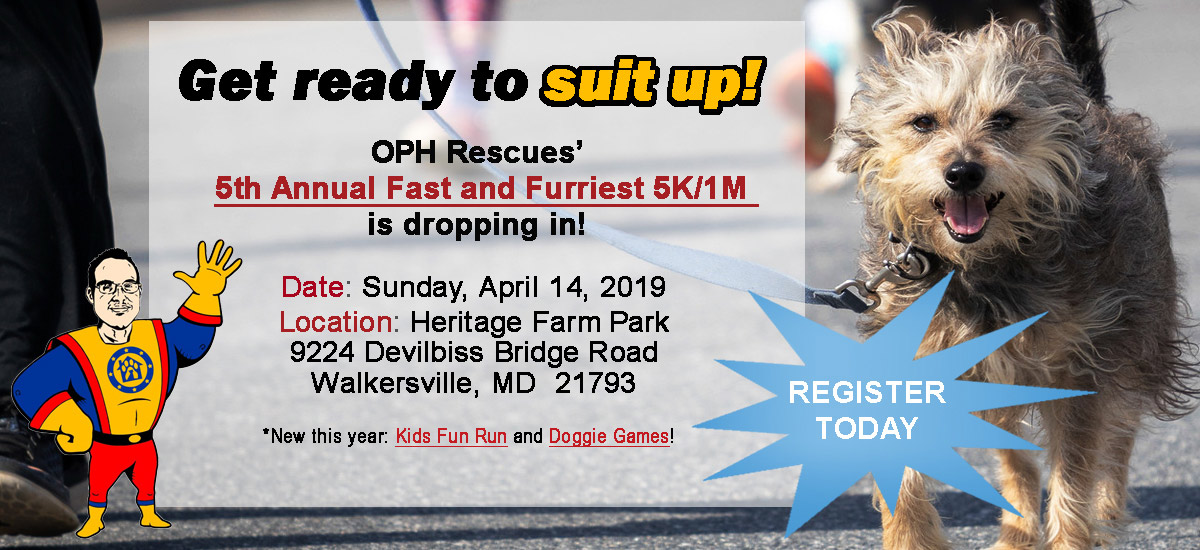 Get ready to suit up!
OPH Rescues'
5th Annual Fast and Furriest 5K/1M
is dropping in!
Date: Sunday, April 14, 2019
Location: Heritage Farm Park
9224 Devilbiss Bridge Road
Walkersville, MD 21793
*New this year: Kids Fun Run and Doggie Games!
REGISTER
TODAY